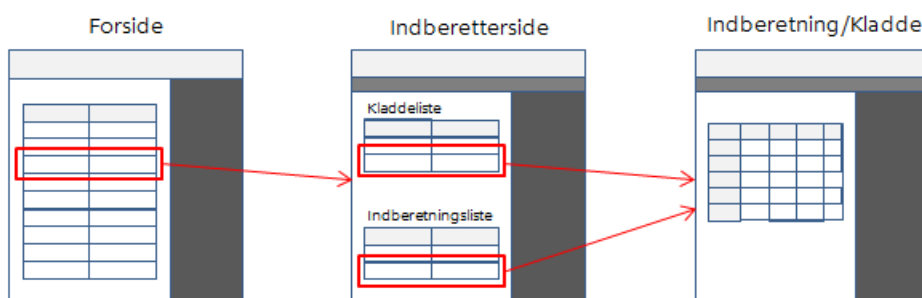 Forside
Indberetterside
Indberetning/Kladde
Kladdeliste
Indberetningsliste